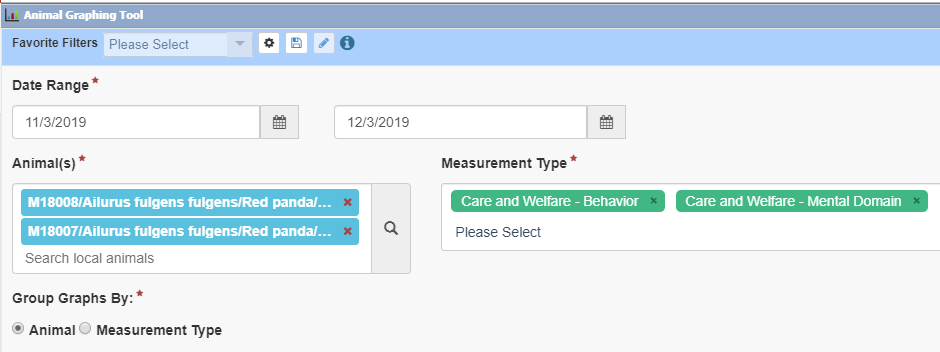 Animal Graphing Tool
Favorite Filters Please Select
Date Range *
11/3/2019 12/3/2019
Animal(s) * Measurement Type *
M18008/Ailurus fulgens fulgens/Red panda/... × Care and Welfare - Behavior × Care and Welfare - Mental Domain ×
M18007/Ailurus fulgens fulgens/Red panda/... × Please Select
Search local animals
Group Graphs By: *
Animal Measurement Type